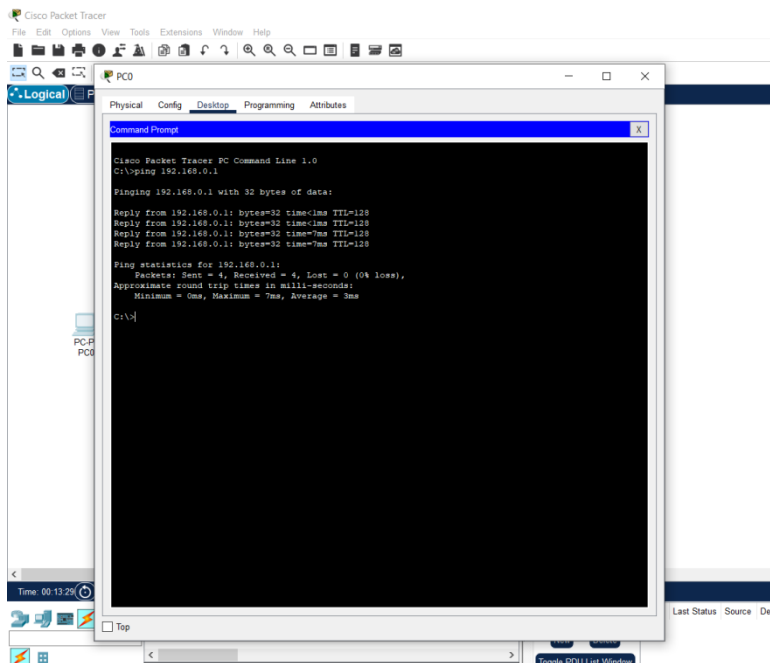 Cisco Packet Tracer
File Edit Options View Tools Extensions Window Help
Logical
PC0
Physical Config Desktop Programming Attributes
Command Prompt X
Cisco Packet Tracer PC Command Line 1.0
C:\>ping 192.168.0.1
Pinging 192.168.0.1 with 32 bytes of data:
Reply from 192.168.0.1: bytes=32 time<1ms TTL=128
Reply from 192.168.0.1: bytes=32 time<1ms TTL=128
Reply from 192.168.0.1: bytes=32 time=7ms TTL=128
Reply from 192.168.0.1: bytes=32 time=7ms TTL=128
Ping statistics for 192.168.0.1:
Packets: Sent = 4, Received = 4, Lost = 0 (0% loss),
Approximate round trip times in milli-seconds:
Minimum = 0ms, Maximum = 7ms, Average = 3ms
C:\>
PC-P
PC0
Time: 00:13:29
Last Status Source De
Top
New Delete
Toggle PDU List Window